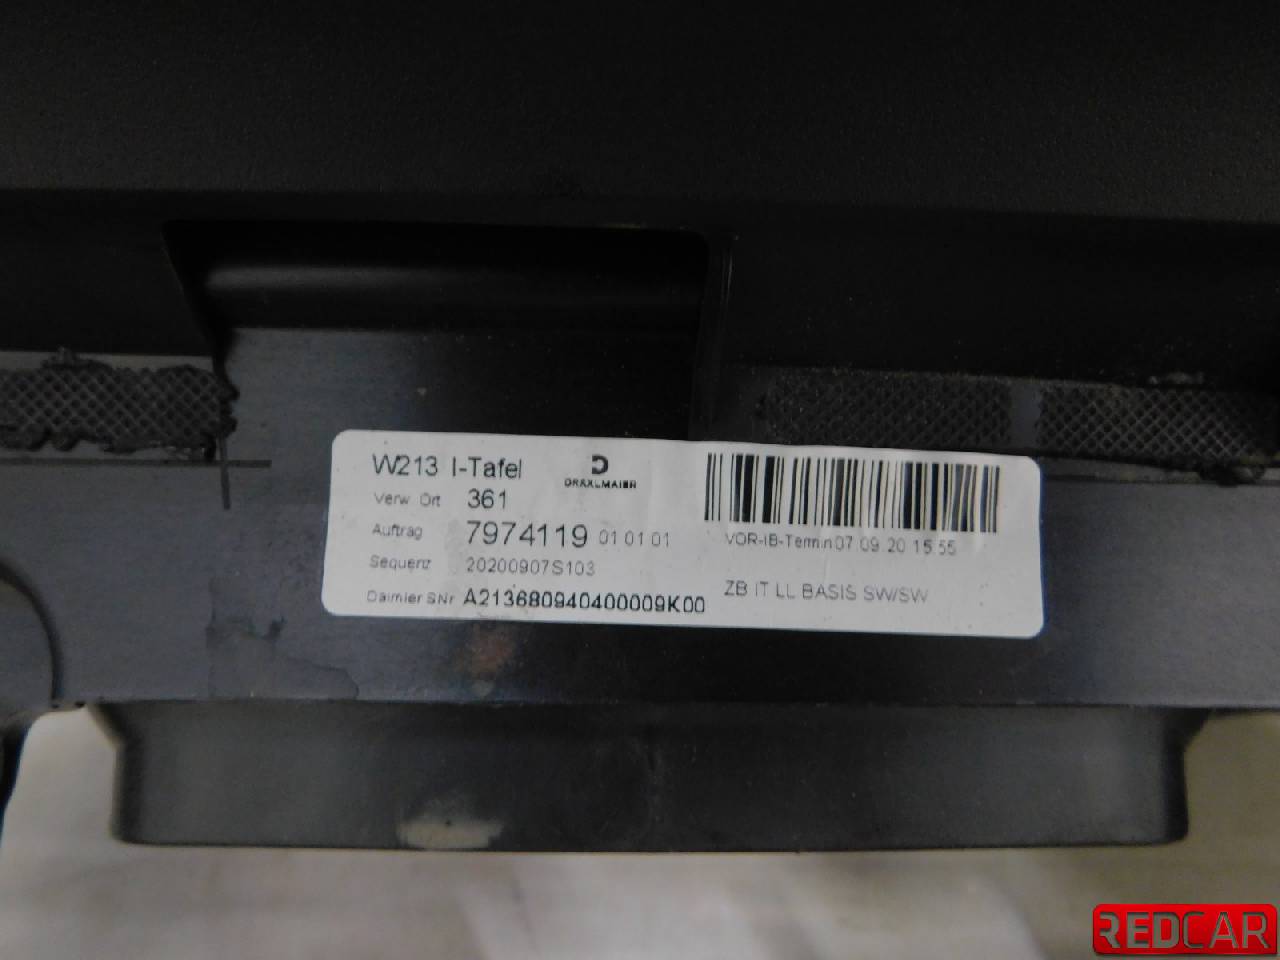 W213 I-Tafel
DRÄXLMAIER
Verw. Ort 361
Auftrag 7974119 01 01 01
VOR-IB-Termin 07.09.20 15:55
Sequenz 20200907S103
ZB IT LL BASIS SW/SW
Daimler SNr A213680940400009K00
REDCAR